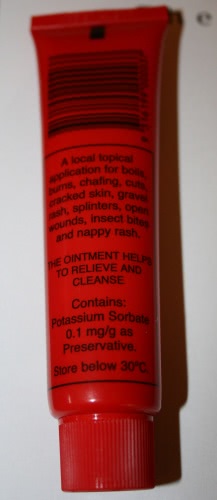 A local topical
application for boils,
burns, chafing, cuts,
cracked skin, gravel
rash, splinters, open
wounds, insect bites
and nappy rash.
THE OINTMENT HELPS
TO RELIEVE AND
CLEANSE
Contains:
Potassium Sorbate
0.1 mg/g as
Preservative.
Store below 30°C.